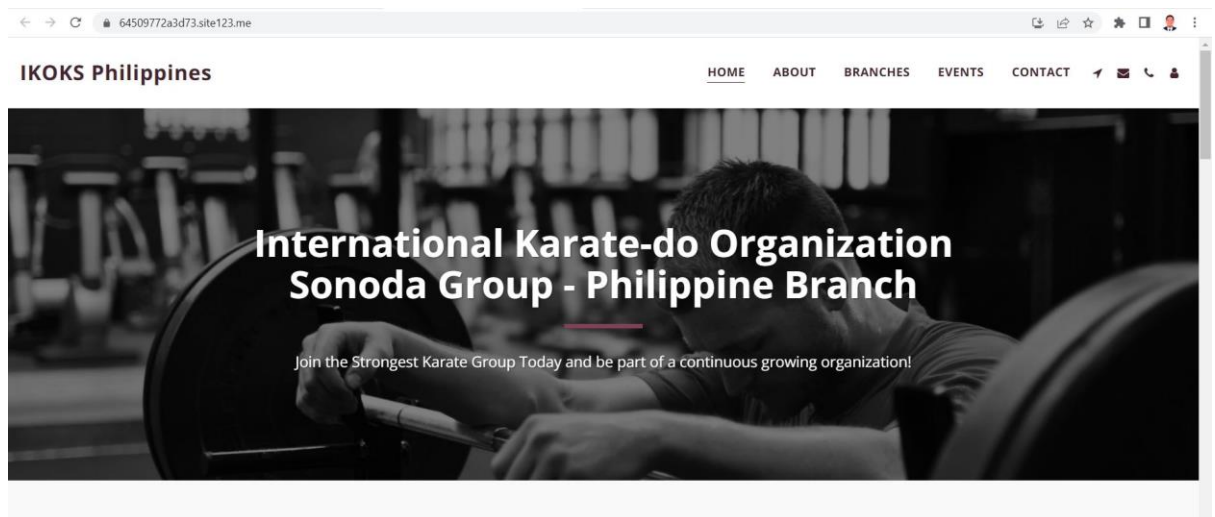 64509772a3d73.site123.me
IKOKS Philippines
HOME ABOUT BRANCHES EVENTS CONTACT
International Karate-do Organization
Sonoda Group - Philippine Branch
Join the Strongest Karate Group Today and be part of a continuous growing organization!